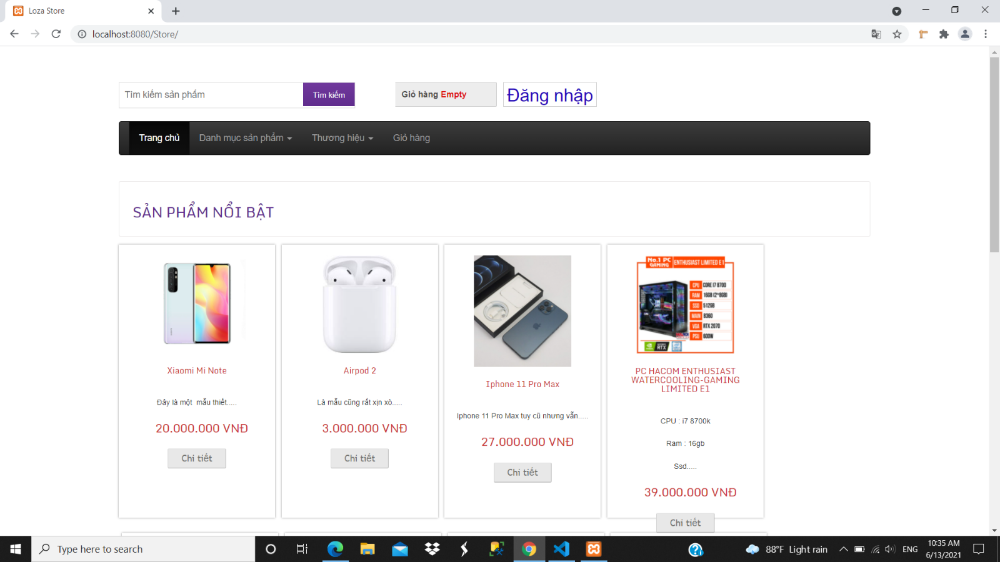 Loza Store
localhost:8080/Store/
Tìm kiếm sản phẩm
Tìm kiếm
Giỏ hàng Empty
Đăng nhập
Trang chủ
Danh mục sản phẩm
Thương hiệu
Giỏ hàng
SẢN PHẨM NỔI BẬT
Xiaomi Mi Note
Đây là một mẫu thiết.....
20.000.000 VNĐ
Chi tiết
Airpod 2
Là mẫu cũng rất xịn xò.....
3.000.000 VNĐ
Chi tiết
Iphone 11 Pro Max
Iphone 11 Pro Max tuy cũ nhưng vẫn.....
27.000.000 VNĐ
Chi tiết
No.1 PC
GAMING
ENTHUSIAST LIMITED E1
CPU CORE I7 8700
RAM 16GB (2*8GB)
SSD 512GB
MAIN B360
VGA RTX 2070
PSU 600W
PC HACOM ENTHUSIAST
WATERCOOLING-GAMING
LIMITED E1
CPU : i7 8700k
Ram : 16gb
Ssd.....
39.000.000 VNĐ
Chi tiết
Type here to search
88°F Light rain
ENG
10:35 AM
6/13/2021